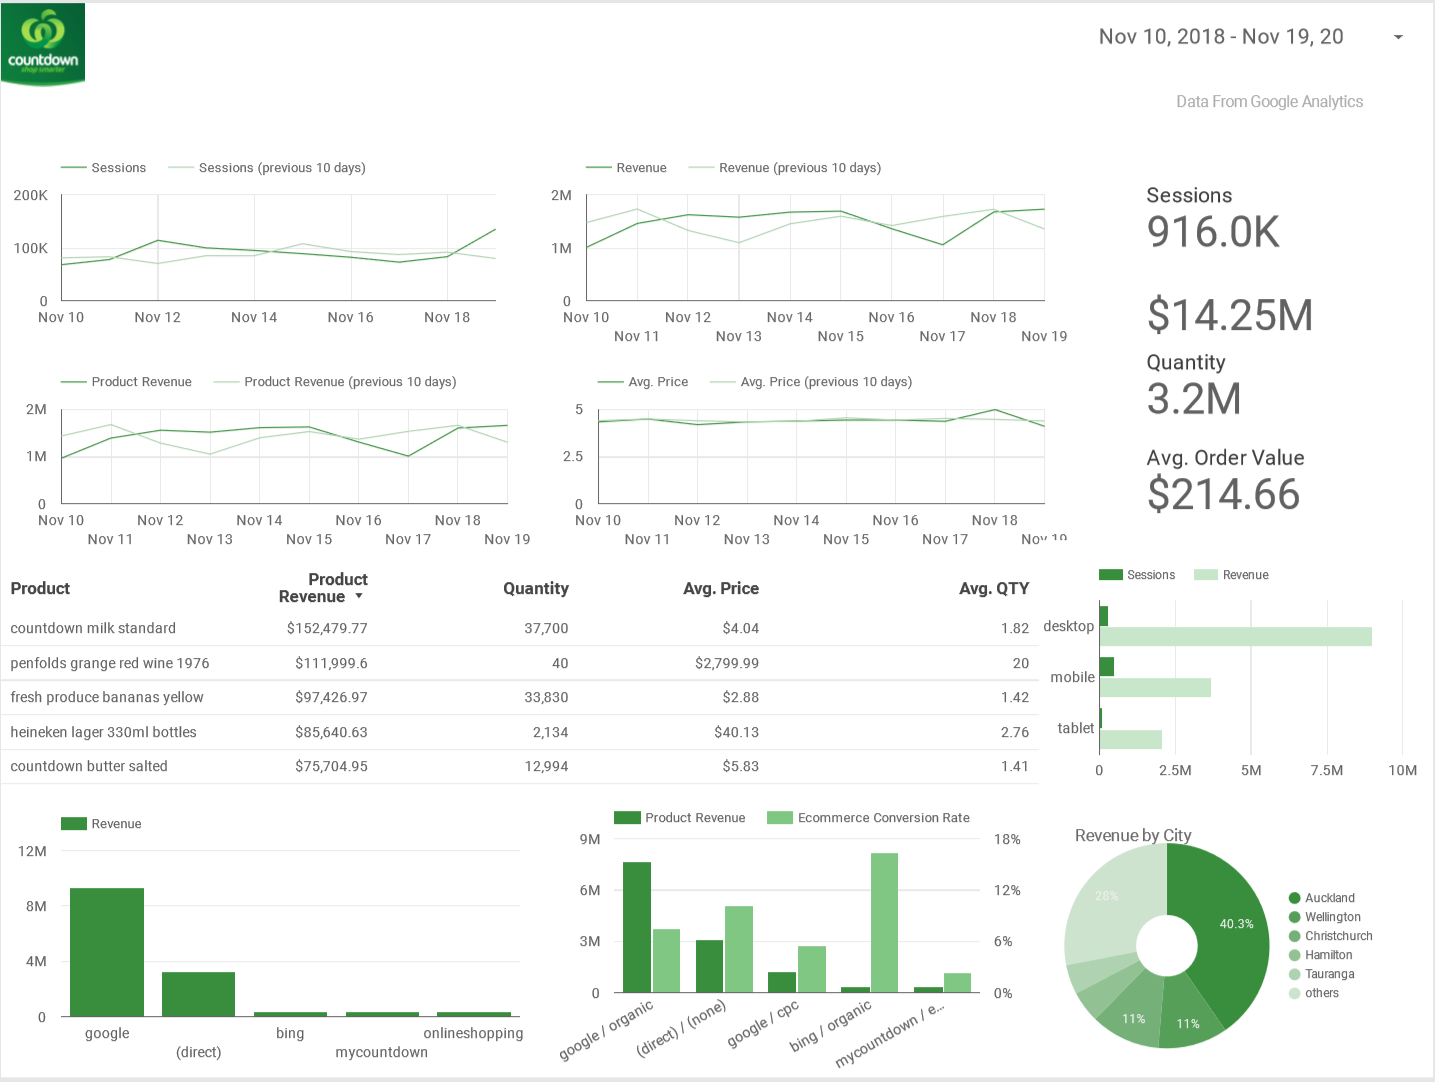 countdown
shop smarter
Nov 10, 2018 - Nov 19, 20
Data From Google Analytics
Sessions
Sessions (previous 10 days)
200K
100K
0
Nov 10
Nov 12
Nov 14
Nov 16
Nov 18
Revenue
Revenue (previous 10 days)
2M
1M
0
Nov 10
Nov 12
Nov 14
Nov 16
Nov 18
Nov 11
Nov 13
Nov 15
Nov 17
Nov 19
Sessions
916.0K
$14.25M
Quantity
3.2M
Avg. Order Value
$214.66
Product Revenue
Product Revenue (previous 10 days)
2M
1M
0
Nov 10
Nov 12
Nov 14
Nov 16
Nov 18
Nov 11
Nov 13
Nov 15
Nov 17
Nov 19
Avg. Price
Avg. Price (previous 10 days)
5
2.5
0
Nov 10
Nov 12
Nov 14
Nov 16
Nov 18
Nov 11
Nov 13
Nov 15
Nov 17
Nov 19
Product Product Revenue Quantity Avg. Price Avg. QTY
countdown milk standard $152,479.77 37,700 $4.04 1.82
penfolds grange red wine 1976 $111,999.6 40 $2,799.99 20
fresh produce bananas yellow $97,426.97 33,830 $2.88 1.42
heineken lager 330ml bottles $85,640.63 2,134 $40.13 2.76
countdown butter salted $75,704.95 12,994 $5.83 1.41
Sessions
Revenue
desktop
mobile
tablet
0
2.5M
5M
7.5M
10M
Revenue
12M
8M
4M
0
google
(direct)
bing
mycountdown
onlineshopping
Product Revenue
Ecommerce Conversion Rate
9M
6M
3M
0
18%
12%
6%
0%
google / organic
(direct) / (none)
google / cpc
bing / organic
mycountdown / e...
Revenue by City
28%
40.3%
11%
11%
Auckland
Wellington
Christchurch
Hamilton
Tauranga
others